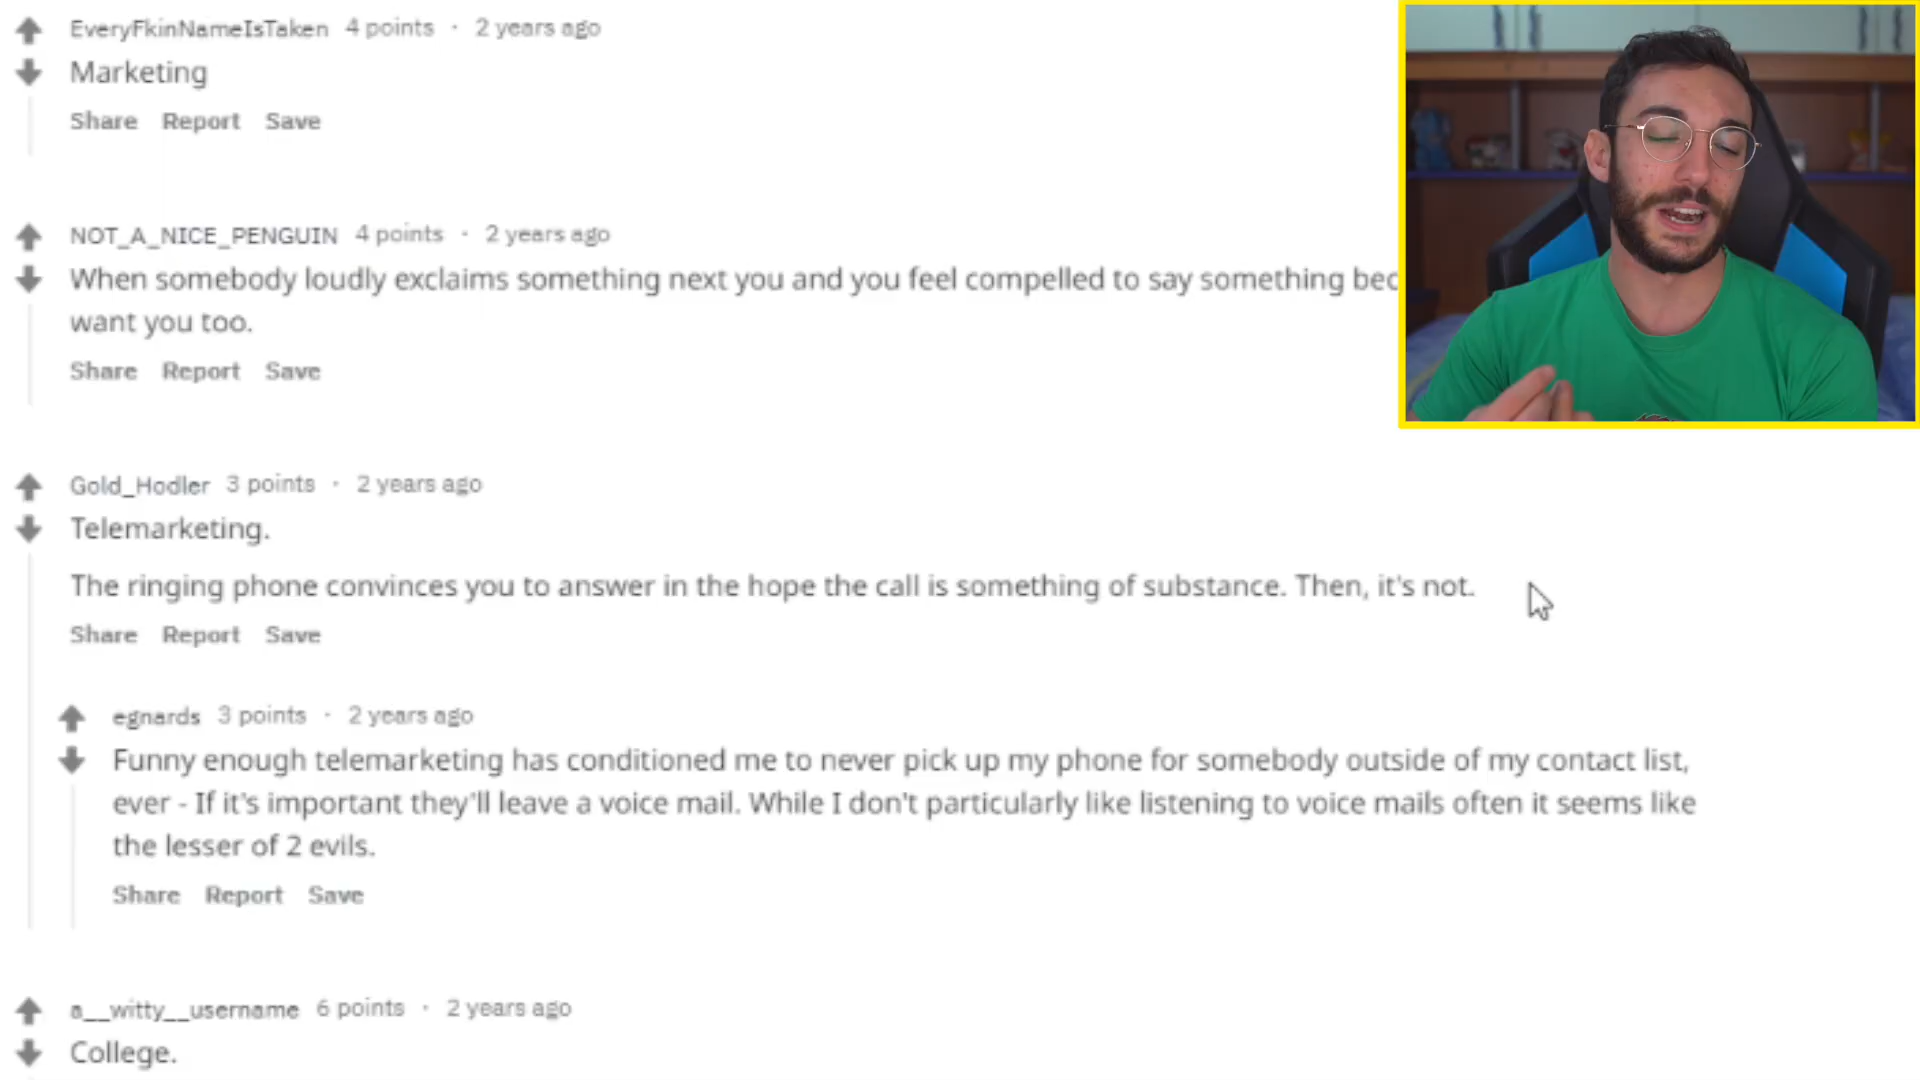 EveryFkinNameIsTaken 4 points · 2 years ago
Marketing
Share Report Save
NOT_A_NICE_PENGUIN 4 points · 2 years ago
When somebody loudly exclaims something next you and you feel compelled to say something bec
want you too.
Share Report Save
Gold_Hodler 3 points · 2 years ago
Telemarketing.
The ringing phone convinces you to answer in the hope the call is something of substance. Then, it's not.
Share Report Save
egnards 3 points · 2 years ago
Funny enough telemarketing has conditioned me to never pick up my phone for somebody outside of my contact list,
ever - If it's important they'll leave a voice mail. While I don't particularly like listening to voice mails often it seems like
the lesser of 2 evils.
Share Report Save
a__witty__username 6 points · 2 years ago
College.